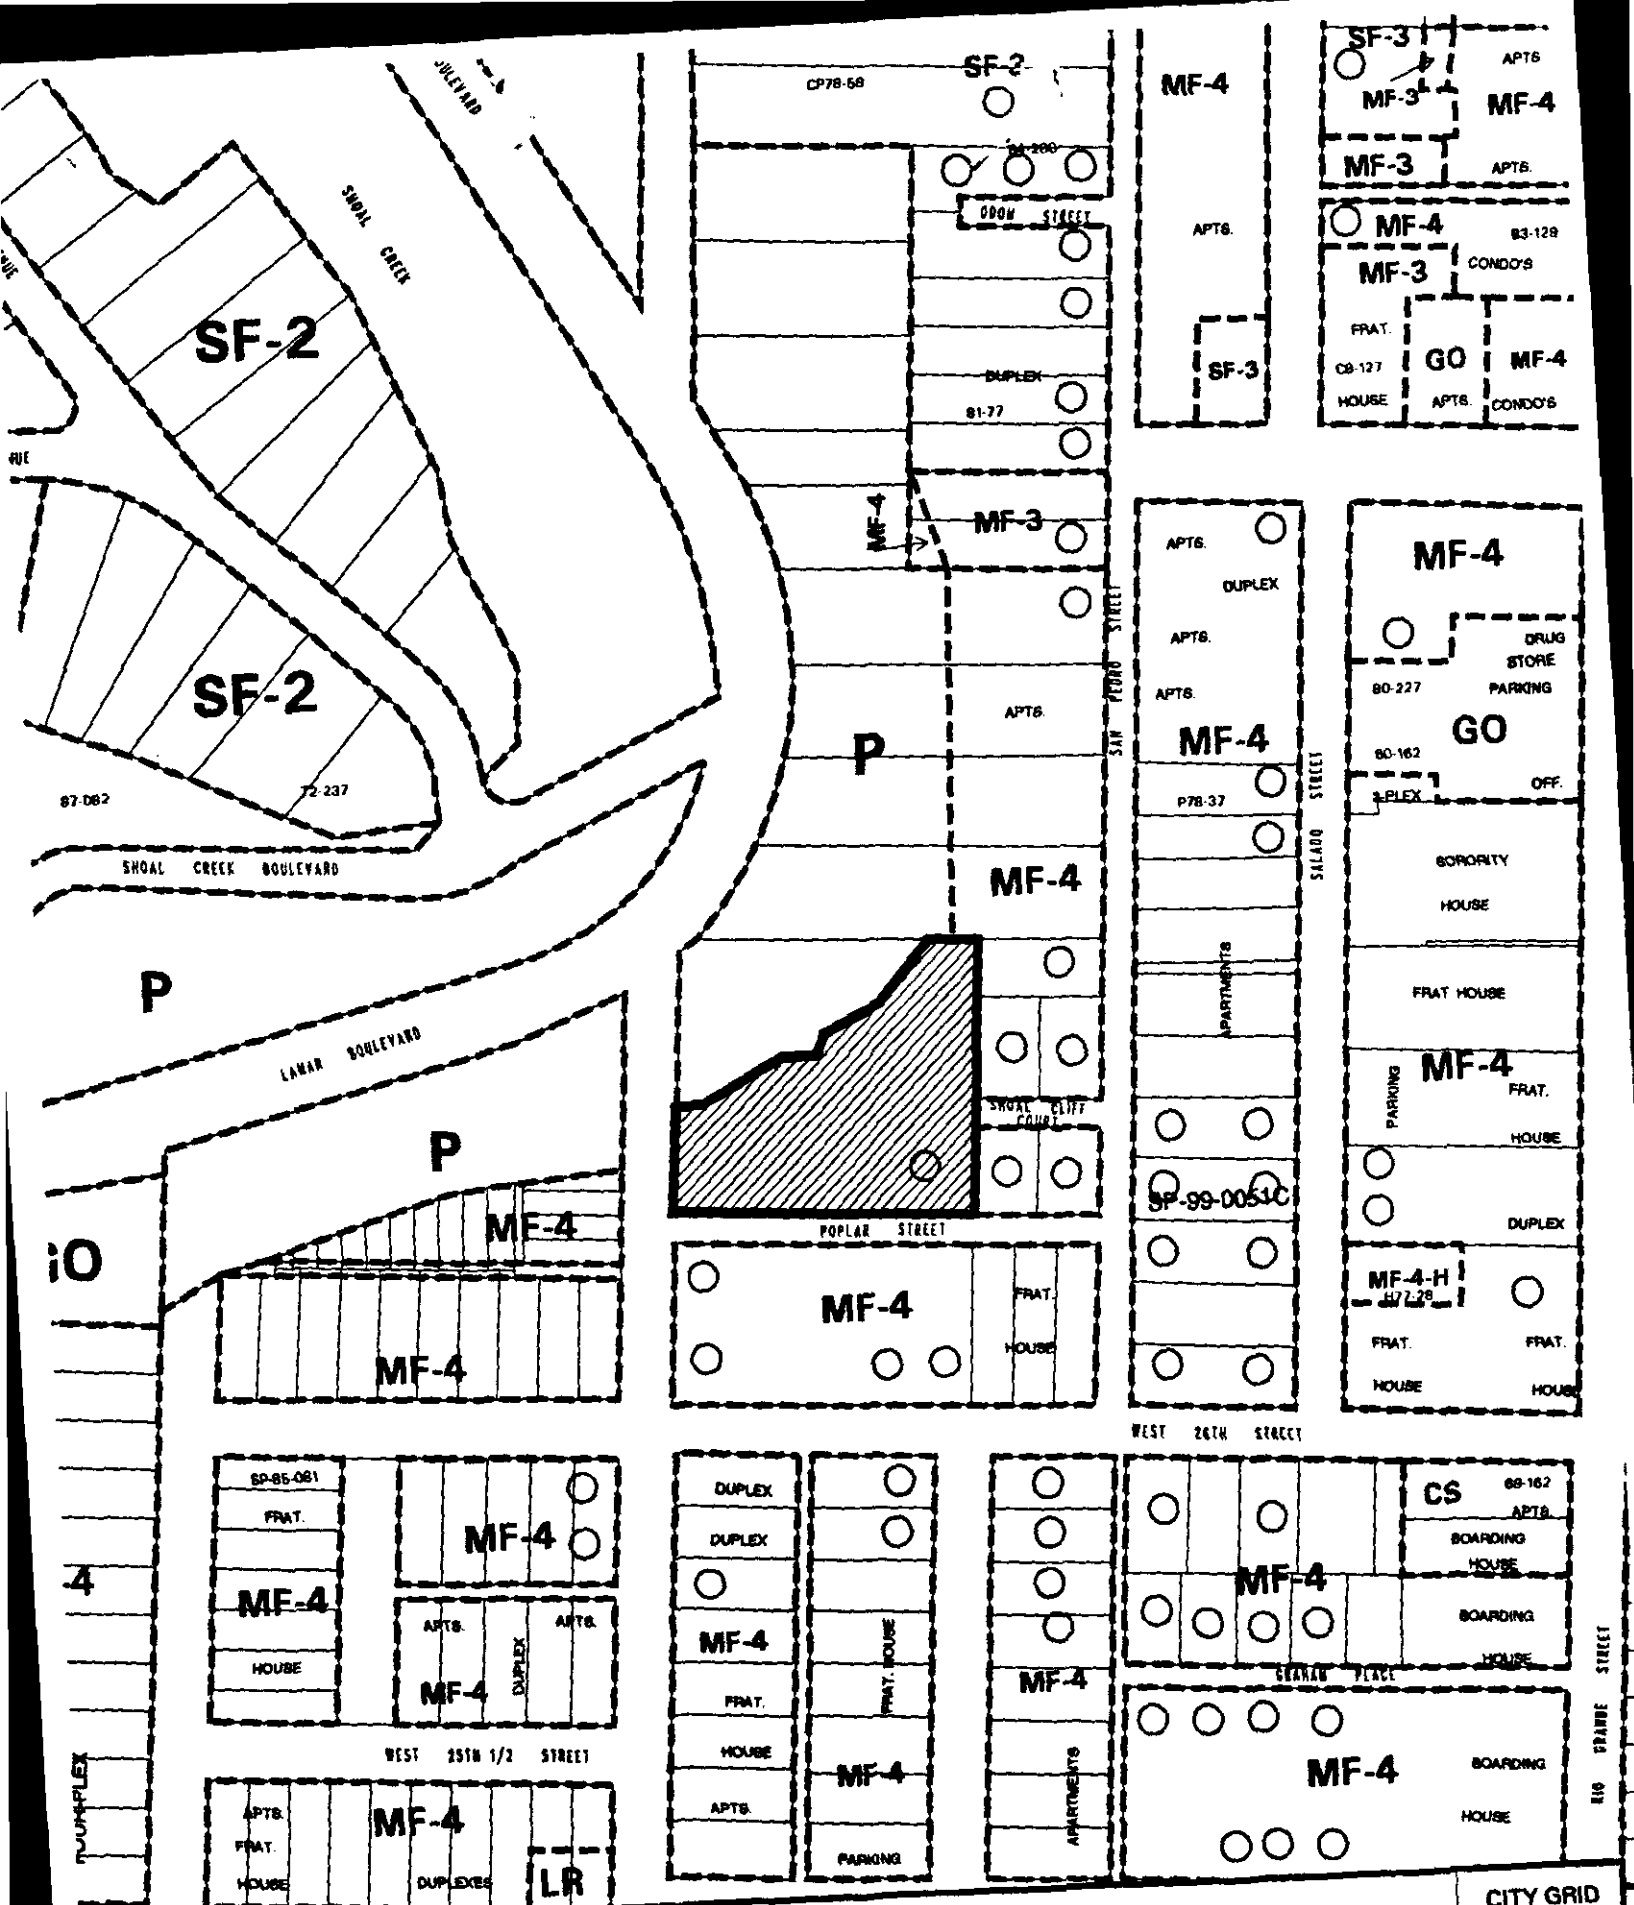 SF-3
APTS
MF-3
MF-4
MF-3
APTS.
SF-2
CP78-58
MF-4
SHOAL
CREEK
ODOM STREET
APTS.
MF-4
83-129
CONDO'S
MF-3
FRAT.
C8-127
HOUSE
GO
APTS.
MF-4
CONDO'S
SF-3
SF-2
DUPLEX
81-77
MF-4
MF-3
SAN PEDRO STREET
APTS.
DUPLEX
APTS.
APTS.
MF-4
P78-37
SALADO STREET
MF-4
DRUG
STORE
80-227
PARKING
GO
80-162
OFF.
SORORITY
HOUSE
SF-2
72-237
87-082
SHOAL CREEK BOULEVARD
P
APTS.
MF-4
APARTMENTS
FRAT HOUSE
MF-4
PARKING
FRAT.
HOUSE
P
LAMAR BOULEVARD
P
SHOAL CLIFF
COURT
SP-99-0051C
DUPLEX
MF-4
POPLAR STREET
MF-4-H
H77-28
MF-4
FRAT.
HOUSE
FRAT.
HOUSE
FRAT.
HOUSE
MF-4
WEST 26TH STREET
SP-85-081
FRAT.
MF-4
HOUSE
MF-4
APTS.
APTS.
DUPLEX
MF-4
DUPLEX
DUPLEX
MF-4
FRAT.
HOUSE
APTS.
FRAT. HOUSE
MF-4
PARKING
MF-4
APARTMENTS
CS
APTS.
BOARDING
HOUSE
MF-4
BOARDING
HOUSE
GRAHAM PLACE
RIO GRANDE STREET
MF-4
BOARDING
HOUSE
WEST 25TH 1/2 STREET
APTS.
FRAT.
HOUSE
MF-4
DUPLEXES
LR
CITY GRID